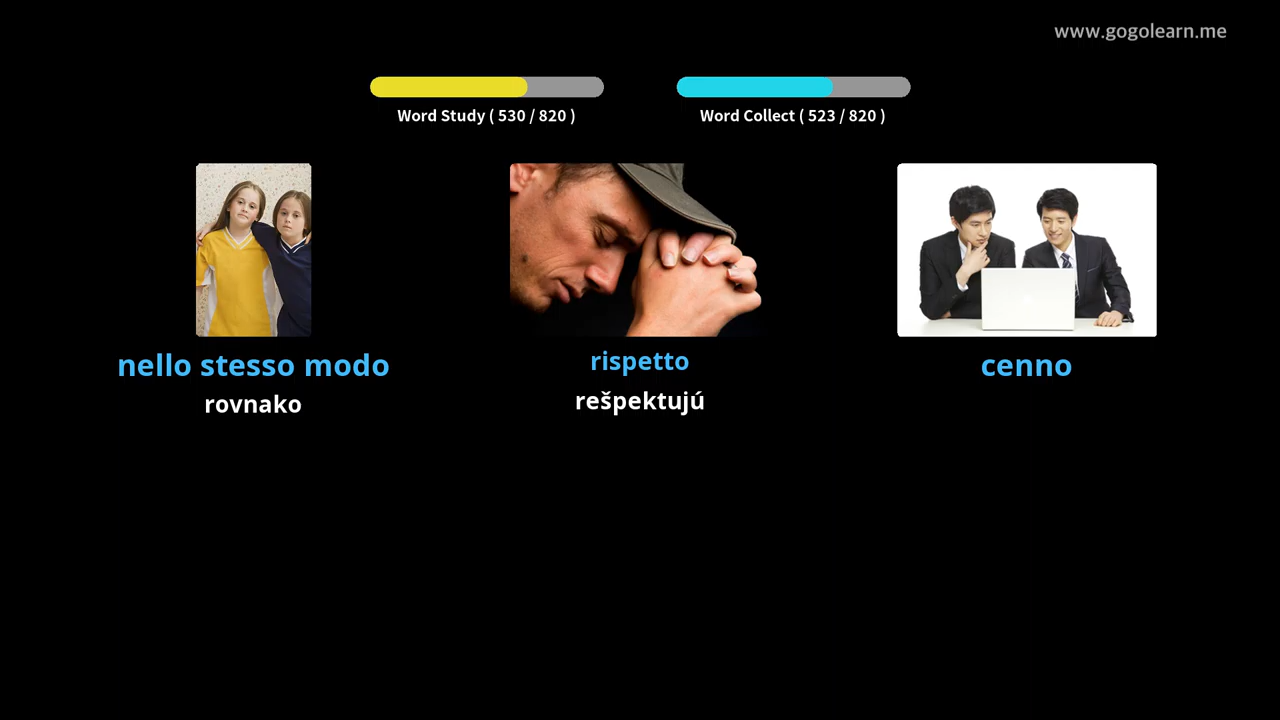 www.gogolearn.me
Word Study ( 530 / 820 )
Word Collect ( 523 / 820 )
nello stesso modo
rovnako
rispetto
rešpektujú
cenno